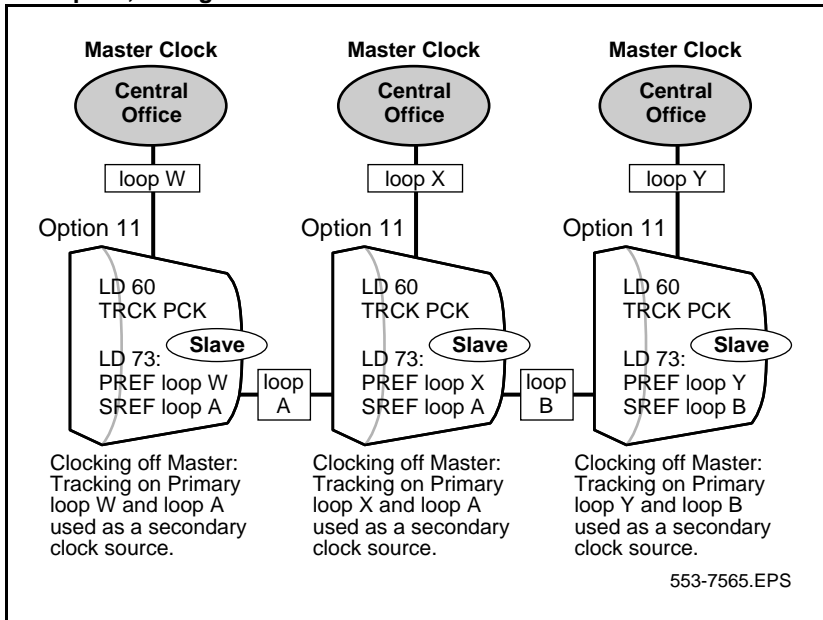 Master Clock
Central
Office
loop W
Option 11
LD 60
TRCK PCK
Slave
LD 73:
PREF loop W
SREF loop A
loop
A
Clocking off Master:
Tracking on Primary
loop W and loop A
used as a secondary
clock source.
Master Clock
Central
Office
loop X
Option 11
LD 60
TRCK PCK
Slave
LD 73:
PREF loop X
SREF loop A
loop
B
Clocking off Master:
Tracking on Primary
loop X and loop A
used as a secondary
clock source.
Master Clock
Central
Office
loop Y
Option 11
LD 60
TRCK PCK
Slave
LD 73:
PREF loop Y
SREF loop B
Clocking off Master:
Tracking on Primary
loop Y and loop B
used as a secondary
clock source.
553-7565.EPS